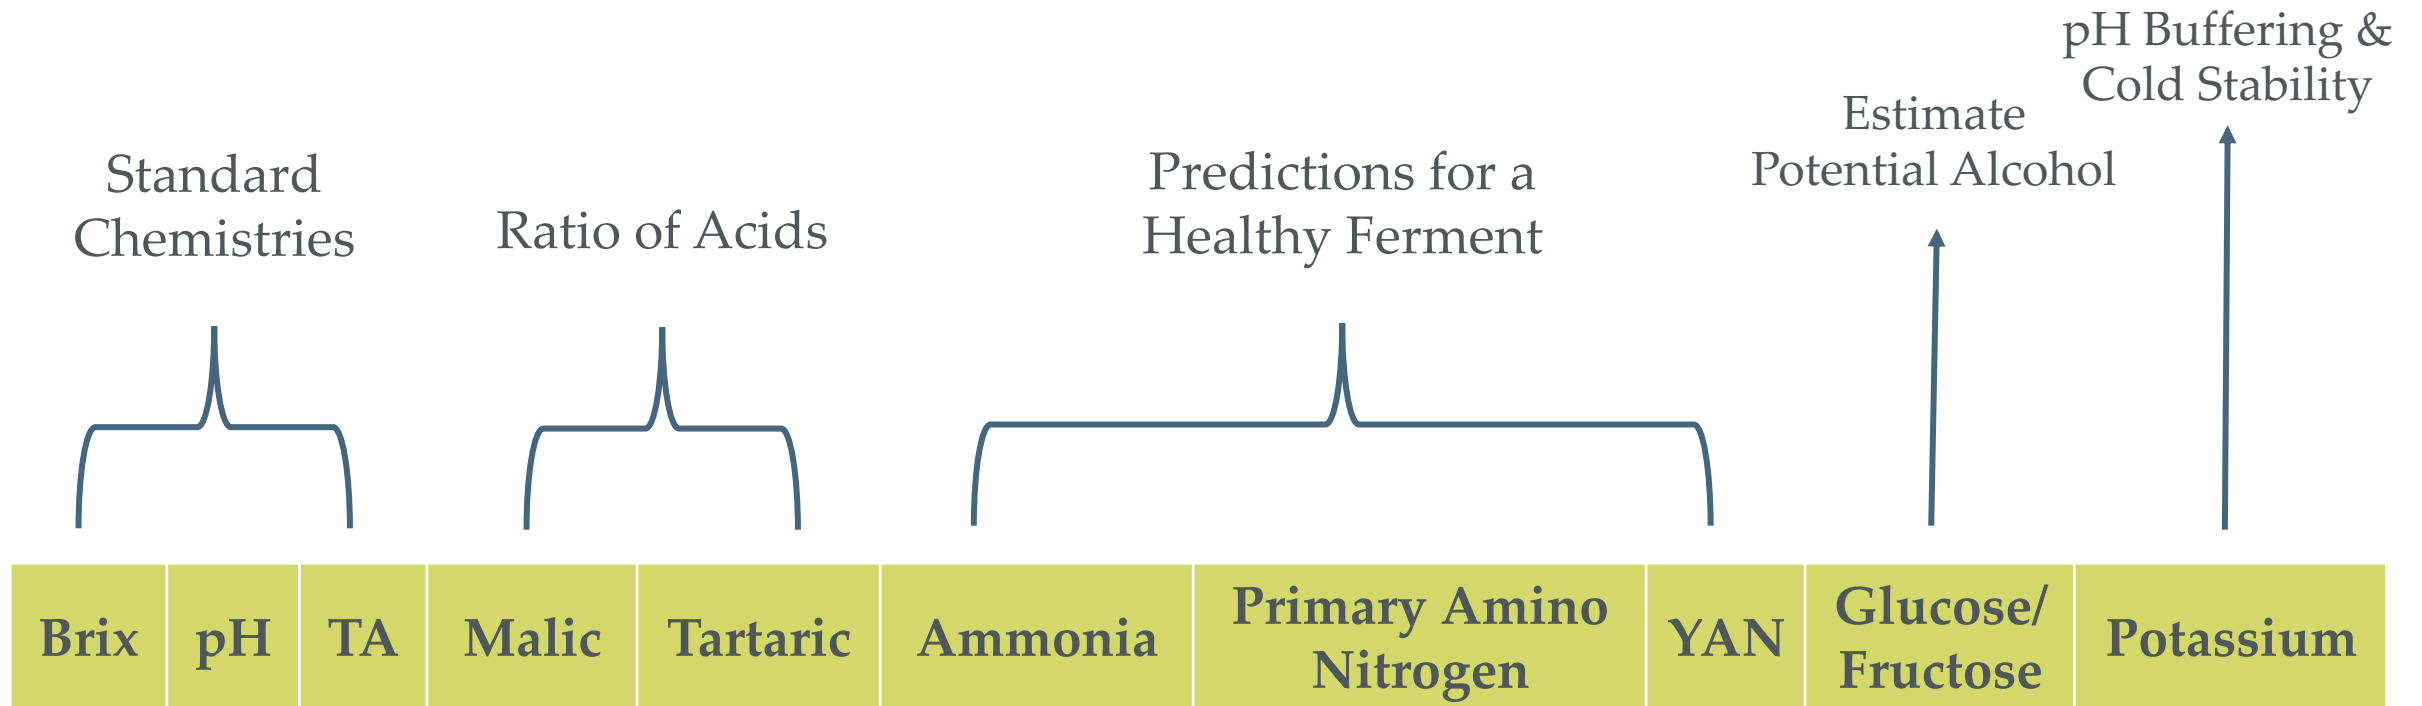 pH Buffering &
Cold Stability
Estimate
Potential Alcohol
Standard
Chemistries
Ratio of Acids
Predictions for a
Healthy Ferment
Brix
pH
TA
Malic
Tartaric
Ammonia
Primary Amino
Nitrogen
YAN
Glucose/
Fructose
Potassium